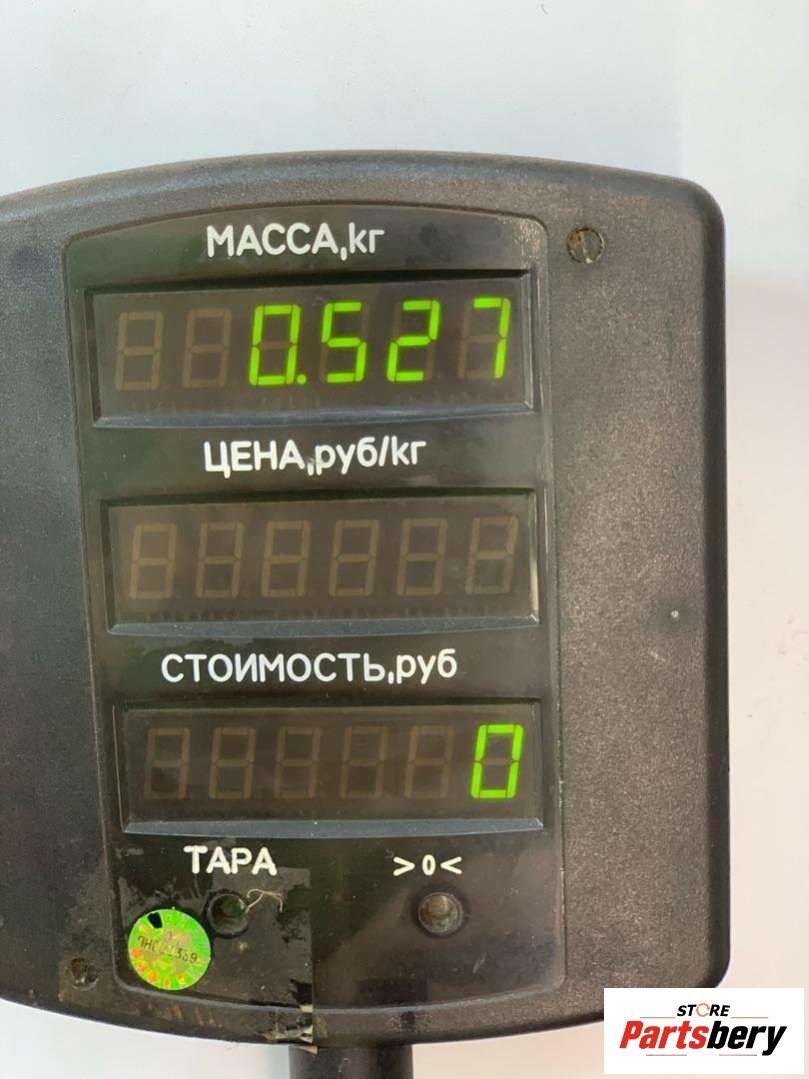 МАССА,кг
0.527
ЦЕНА,руб/кг
СТОИМОСТЬ,руб
0
ТАРА
>0<
STORE
Partsbery